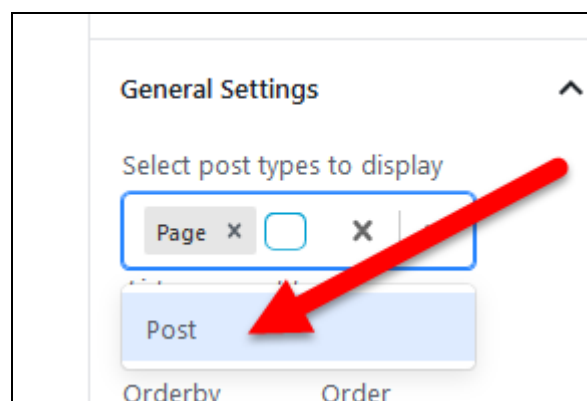 General Settings
Select post types to display
Page
Post
Orderby Order